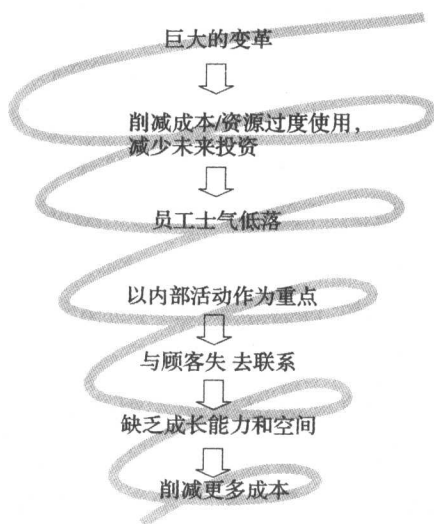 巨大的变革
削减成本/资源过度使用，
减少未来投资
员工士气低落
以内部活动作为重点
与顾客失 去联系
缺乏成长能力和空间
削减更多成本